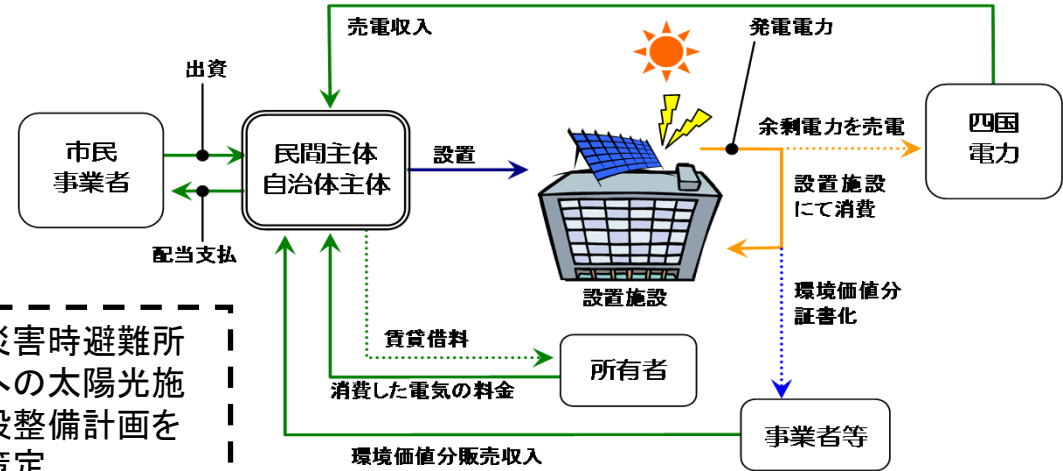 売電収入
発電電力
出資
市民
事業者
民間主体
自治体主体
設置
余剰電力を売電
四国
電力
設置施設
にて消費
配当支払
設置施設
環境価値分
証書化
災害時避難所
への太陽光施
設整備計画を
策定
賃貸借料
所有者
消費した電気の料金
事業者等
環境価値分販売収入